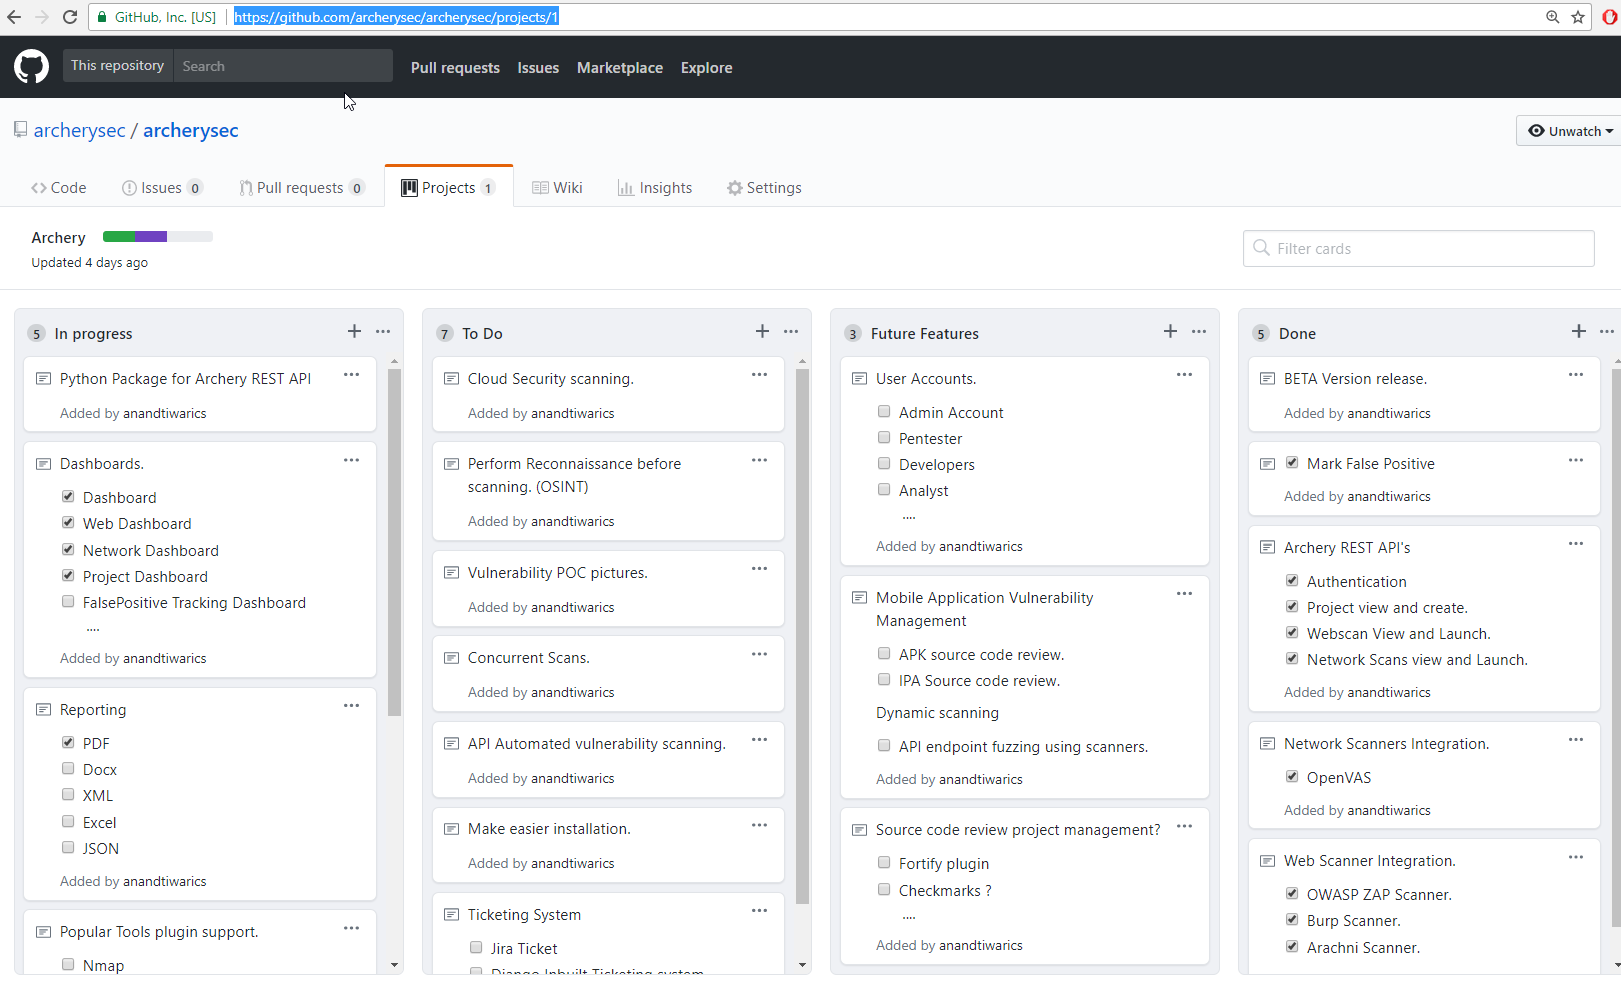 GitHub, Inc. [US]
https://github.com/archerysec/archerysec/projects/1
This repository
Search
Pull requests
Issues
Marketplace
Explore
archerysec / archerysec
Unwatch
Code
Issues 0
Pull requests 0
Projects 1
Wiki
Insights
Settings
Archery
Updated 4 days ago
Filter cards
5 In progress
Python Package for Archery REST API
Added by anandtiwarics
Dashboards.
Dashboard
Web Dashboard
Network Dashboard
Project Dashboard
FalsePositive Tracking Dashboard
....
Added by anandtiwarics
Reporting
PDF
Docx
XML
Excel
JSON
Added by anandtiwarics
Popular Tools plugin support.
Nmap
7 To Do
Cloud Security scanning.
Added by anandtiwarics
Perform Reconnaissance before
scanning. (OSINT)
Added by anandtiwarics
Vulnerability POC pictures.
Added by anandtiwarics
Concurrent Scans.
Added by anandtiwarics
API Automated vulnerability scanning.
Added by anandtiwarics
Make easier installation.
Added by anandtiwarics
Ticketing System
Jira Ticket
Django Inbuilt Ticketing system
3 Future Features
User Accounts.
Admin Account
Pentester
Developers
Analyst
....
Added by anandtiwarics
Mobile Application Vulnerability
Management
APK source code review.
IPA Source code review.
Dynamic scanning
API endpoint fuzzing using scanners.
Added by anandtiwarics
Source code review project management?
Fortify plugin
Checkmarks ?
....
Added by anandtiwarics
5 Done
BETA Version release.
Added by anandtiwarics
Mark False Positive
Added by anandtiwarics
Archery REST API's
Authentication
Project view and create.
Webscan View and Launch.
Network Scans view and Launch.
Added by anandtiwarics
Network Scanners Integration.
OpenVAS
Added by anandtiwarics
Web Scanner Integration.
OWASP ZAP Scanner.
Burp Scanner.
Arachni Scanner.